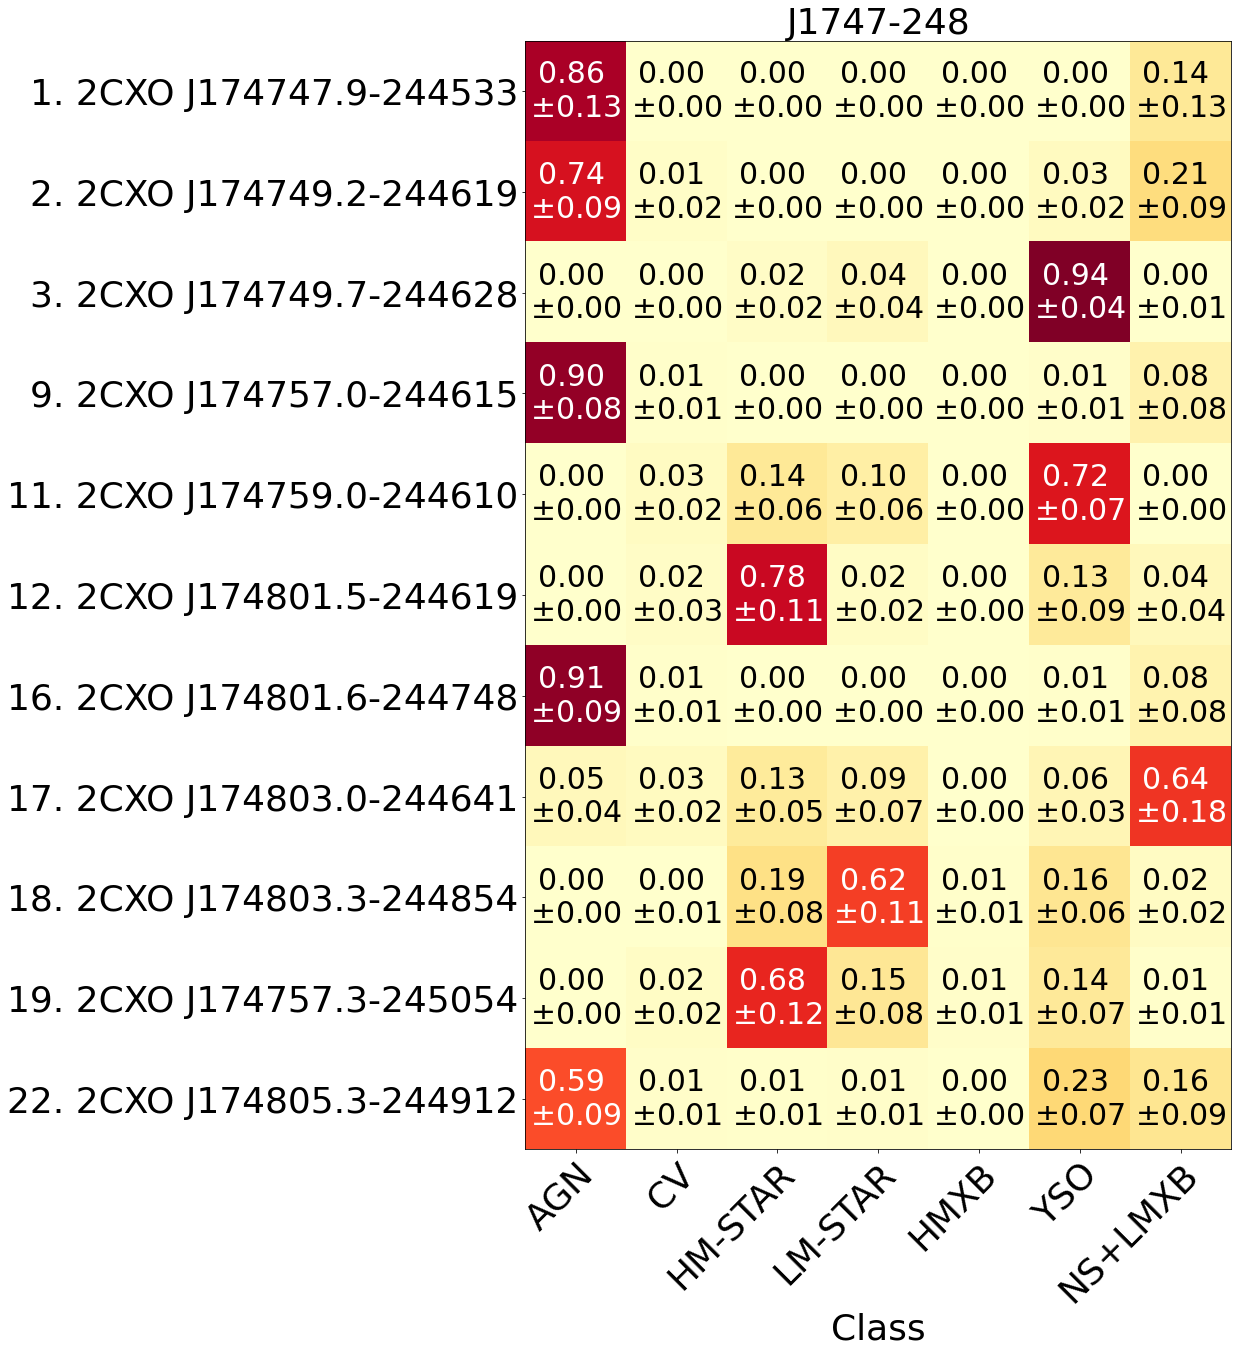 J1747-248
1. 2CXO J174747.9-244533 0.86 0.00 0.00 0.00 0.00 0.00 0.14
±0.13 ±0.00 ±0.00 ±0.00 ±0.00 ±0.00 ±0.13
2. 2CXO J174749.2-244619 0.74 0.01 0.00 0.00 0.00 0.03 0.21
±0.09 ±0.02 ±0.00 ±0.00 ±0.00 ±0.02 ±0.09
3. 2CXO J174749.7-244628 0.00 0.00 0.02 0.04 0.00 0.94 0.00
±0.00 ±0.00 ±0.02 ±0.04 ±0.00 ±0.04 ±0.01
9. 2CXO J174757.0-244615 0.90 0.01 0.00 0.00 0.00 0.01 0.08
±0.08 ±0.01 ±0.00 ±0.00 ±0.00 ±0.01 ±0.08
11. 2CXO J174759.0-244610 0.00 0.03 0.14 0.10 0.00 0.72 0.00
±0.00 ±0.02 ±0.06 ±0.06 ±0.00 ±0.07 ±0.00
12. 2CXO J174801.5-244619 0.00 0.02 0.78 0.02 0.00 0.13 0.04
±0.00 ±0.03 ±0.11 ±0.02 ±0.00 ±0.09 ±0.04
16. 2CXO J174801.6-244748 0.91 0.01 0.00 0.00 0.00 0.01 0.08
±0.09 ±0.01 ±0.00 ±0.00 ±0.00 ±0.01 ±0.08
17. 2CXO J174803.0-244641 0.05 0.03 0.13 0.09 0.00 0.06 0.64
±0.04 ±0.02 ±0.05 ±0.07 ±0.00 ±0.03 ±0.18
18. 2CXO J174803.3-244854 0.00 0.00 0.19 0.62 0.01 0.16 0.02
±0.00 ±0.01 ±0.08 ±0.11 ±0.01 ±0.06 ±0.02
19. 2CXO J174757.3-245054 0.00 0.02 0.68 0.15 0.01 0.14 0.01
±0.00 ±0.02 ±0.12 ±0.08 ±0.01 ±0.07 ±0.01
22. 2CXO J174805.3-244912 0.59 0.01 0.01 0.01 0.00 0.23 0.16
±0.09 ±0.01 ±0.01 ±0.01 ±0.00 ±0.07 ±0.09
AGN CV HM-STAR LM-STAR HMXB YSO NS+LMXB
Class